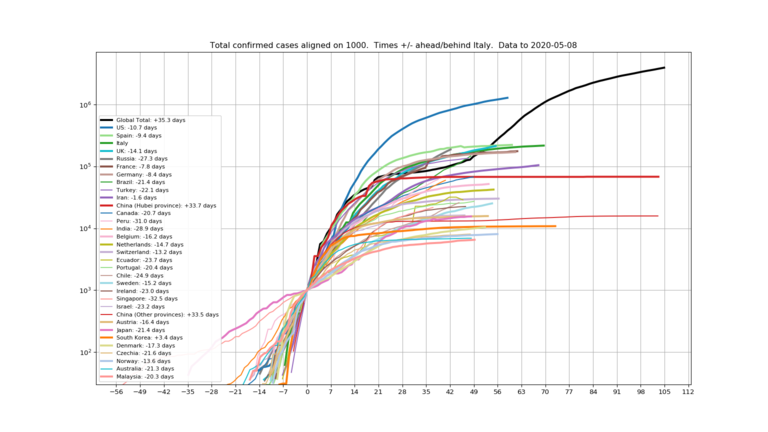 Total confirmed cases aligned on 1000.  Times +/- ahead/behind Italy.  Data to 2020-05-08
10⁶
10⁵
10⁴
10³
10²
Global Total: +35.3 days
US: -10.7 days
Spain: -9.4 days
Italy
UK: -14.1 days
Russia: -27.3 days
France: -7.8 days
Germany: -8.4 days
Brazil: -21.4 days
Turkey: -22.1 days
Iran: -1.6 days
China (Hubei province): +33.7 days
Canada: -20.7 days
Peru: -31.0 days
India: -28.9 days
Belgium: -16.2 days
Netherlands: -14.7 days
Switzerland: -13.2 days
Ecuador: -23.7 days
Portugal: -20.4 days
Chile: -24.9 days
Sweden: -15.2 days
Ireland: -23.0 days
Singapore: -32.5 days
Israel: -23.2 days
China (Other provinces): +33.5 days
Austria: -16.4 days
Japan: -21.4 days
South Korea: +3.4 days
Denmark: -17.3 days
Czechia: -21.6 days
Norway: -13.6 days
Australia: -21.3 days
Malaysia: -20.3 days
−56 −49 −42 −35 −28 −21 −14 −7 0 7 14 21 28 35 42 49 56 63 70 77 84 91 98 105 112